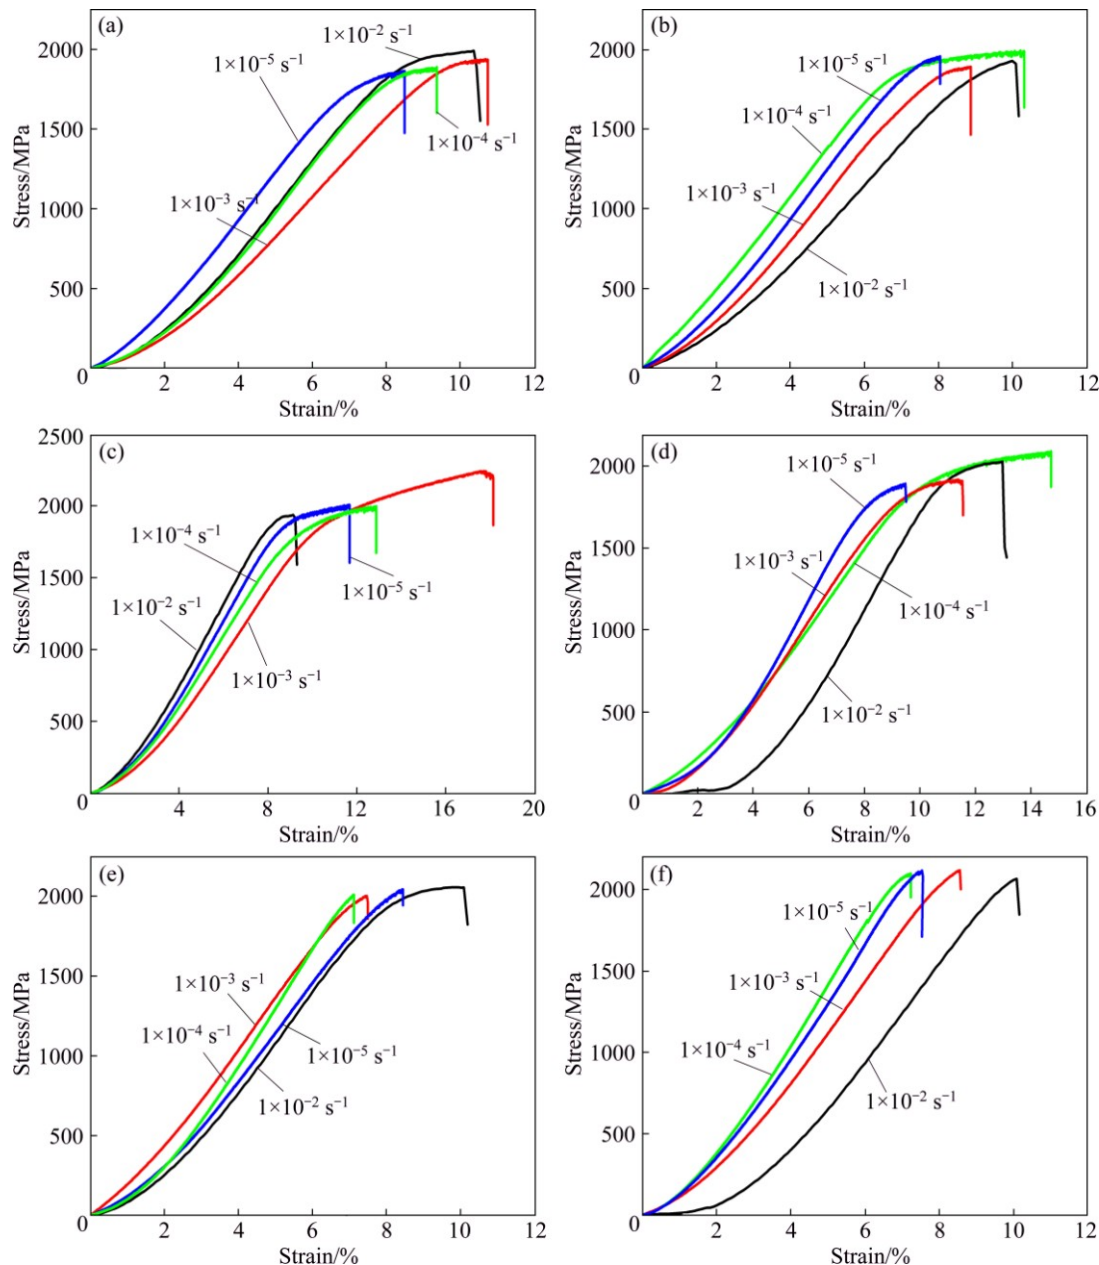 (a)
2000
1500
1000
500
0
Stress/MPa
1×10⁻² s⁻¹
1×10⁻⁵ s⁻¹
1×10⁻⁴ s⁻¹
1×10⁻³ s⁻¹
2 4 6 8 10 12
Strain/%
(b)
2000
1500
1000
500
0
Stress/MPa
1×10⁻⁵ s⁻¹
1×10⁻⁴ s⁻¹
1×10⁻³ s⁻¹
1×10⁻² s⁻¹
2 4 6 8 10 12
Strain/%
(c)
2500
2000
1500
1000
500
0
Stress/MPa
1×10⁻⁴ s⁻¹
1×10⁻² s⁻¹
1×10⁻⁵ s⁻¹
1×10⁻³ s⁻¹
4 8 12 16 20
Strain/%
(d)
2000
1500
1000
500
0
Stress/MPa
1×10⁻⁵ s⁻¹
1×10⁻³ s⁻¹
1×10⁻⁴ s⁻¹
1×10⁻² s⁻¹
2 4 6 8 10 12 14 16
Strain/%
(e)
2000
1500
1000
500
0
Stress/MPa
1×10⁻³ s⁻¹
1×10⁻⁴ s⁻¹
1×10⁻⁵ s⁻¹
1×10⁻² s⁻¹
2 4 6 8 10 12
Strain/%
(f)
2000
1500
1000
500
0
Stress/MPa
1×10⁻⁵ s⁻¹
1×10⁻³ s⁻¹
1×10⁻⁴ s⁻¹
1×10⁻² s⁻¹
2 4 6 8 10 12
Strain/%